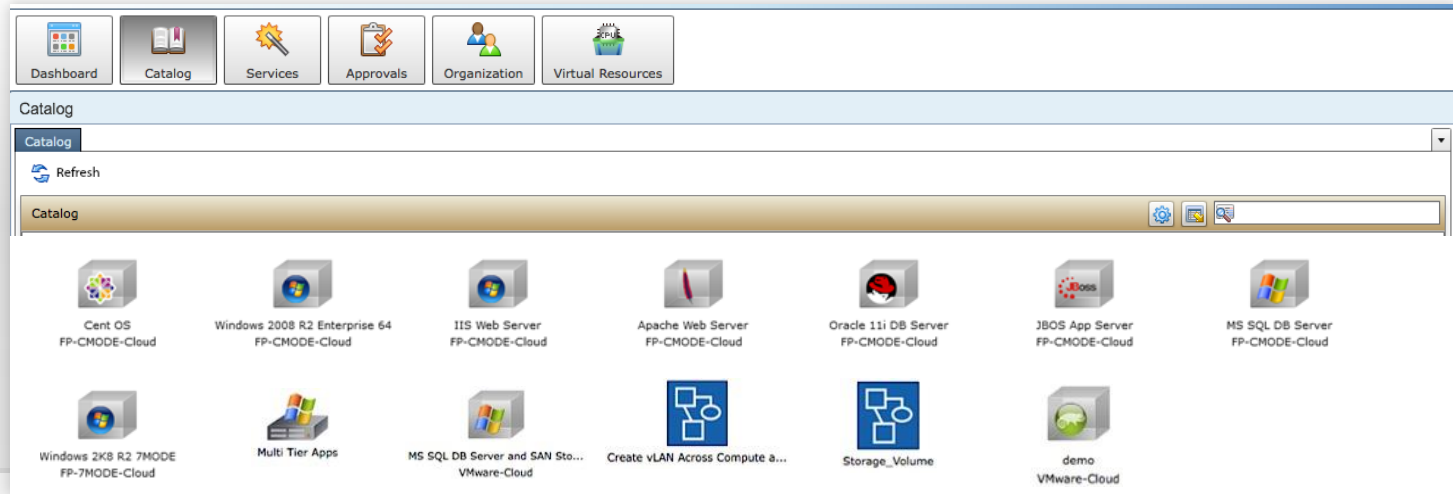 CPU
Dashboard Catalog Services Approvals Organization Virtual Resources
Catalog
Catalog
Refresh
Catalog
JBoss
Cent OS Windows 2008 R2 Enterprise 64 IIS Web Server Apache Web Server Oracle 11i DB Server JBOS App Server MS SQL DB Server
FP-CMODE-Cloud FP-CMODE-Cloud FP-CMODE-Cloud FP-CMODE-Cloud FP-CMODE-Cloud FP-CMODE-Cloud FP-CMODE-Cloud
Windows 2K8 R2 7MODE Multi Tier Apps MS SQL DB Server and SAN Sto... Create vLAN Across Compute a... Storage_Volume demo
FP-7MODE-Cloud VMware-Cloud VMware-Cloud